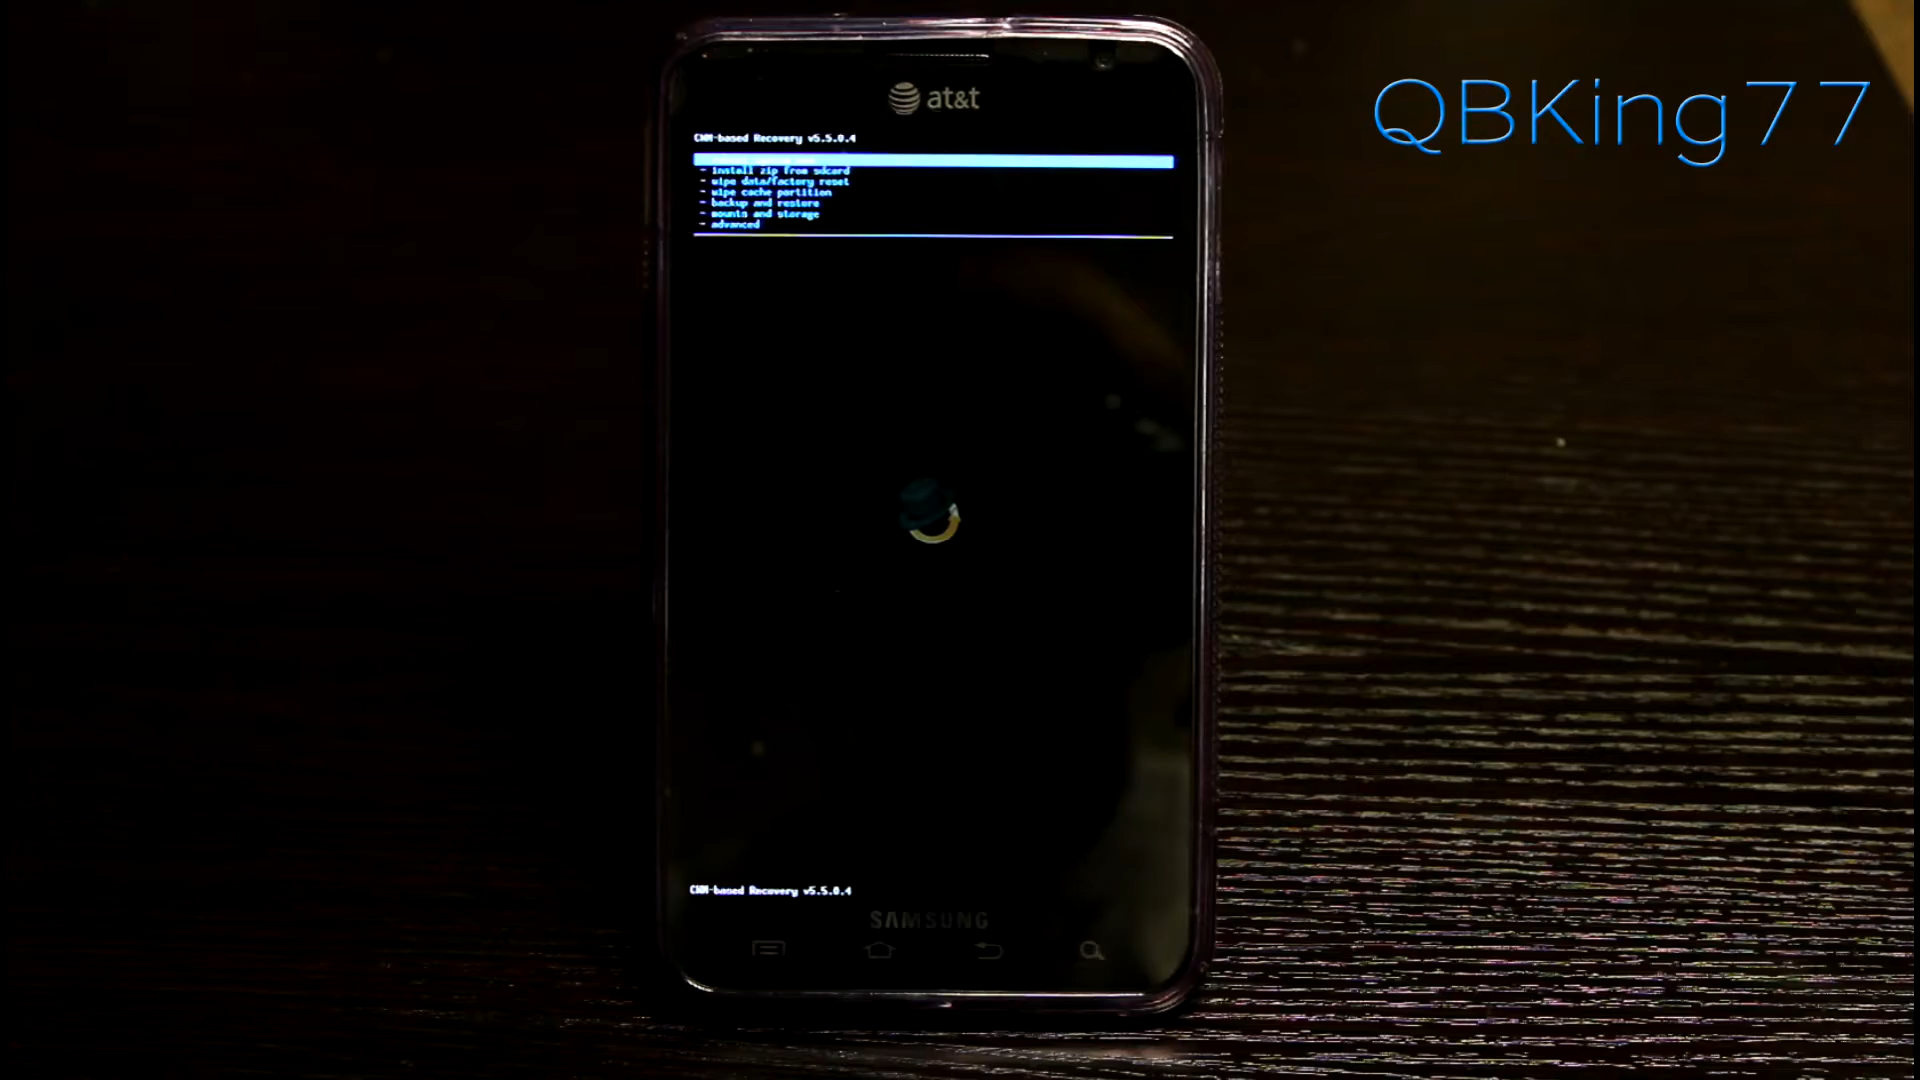 QBKing77
at&t
CWM-based Recovery v5.5.0.4
- install zip from sdcard
- wipe data/factory reset
- wipe cache partition
- backup and restore
- mounts and storage
- advanced
CWM-based Recovery v5.5.0.4
SAMSUNG